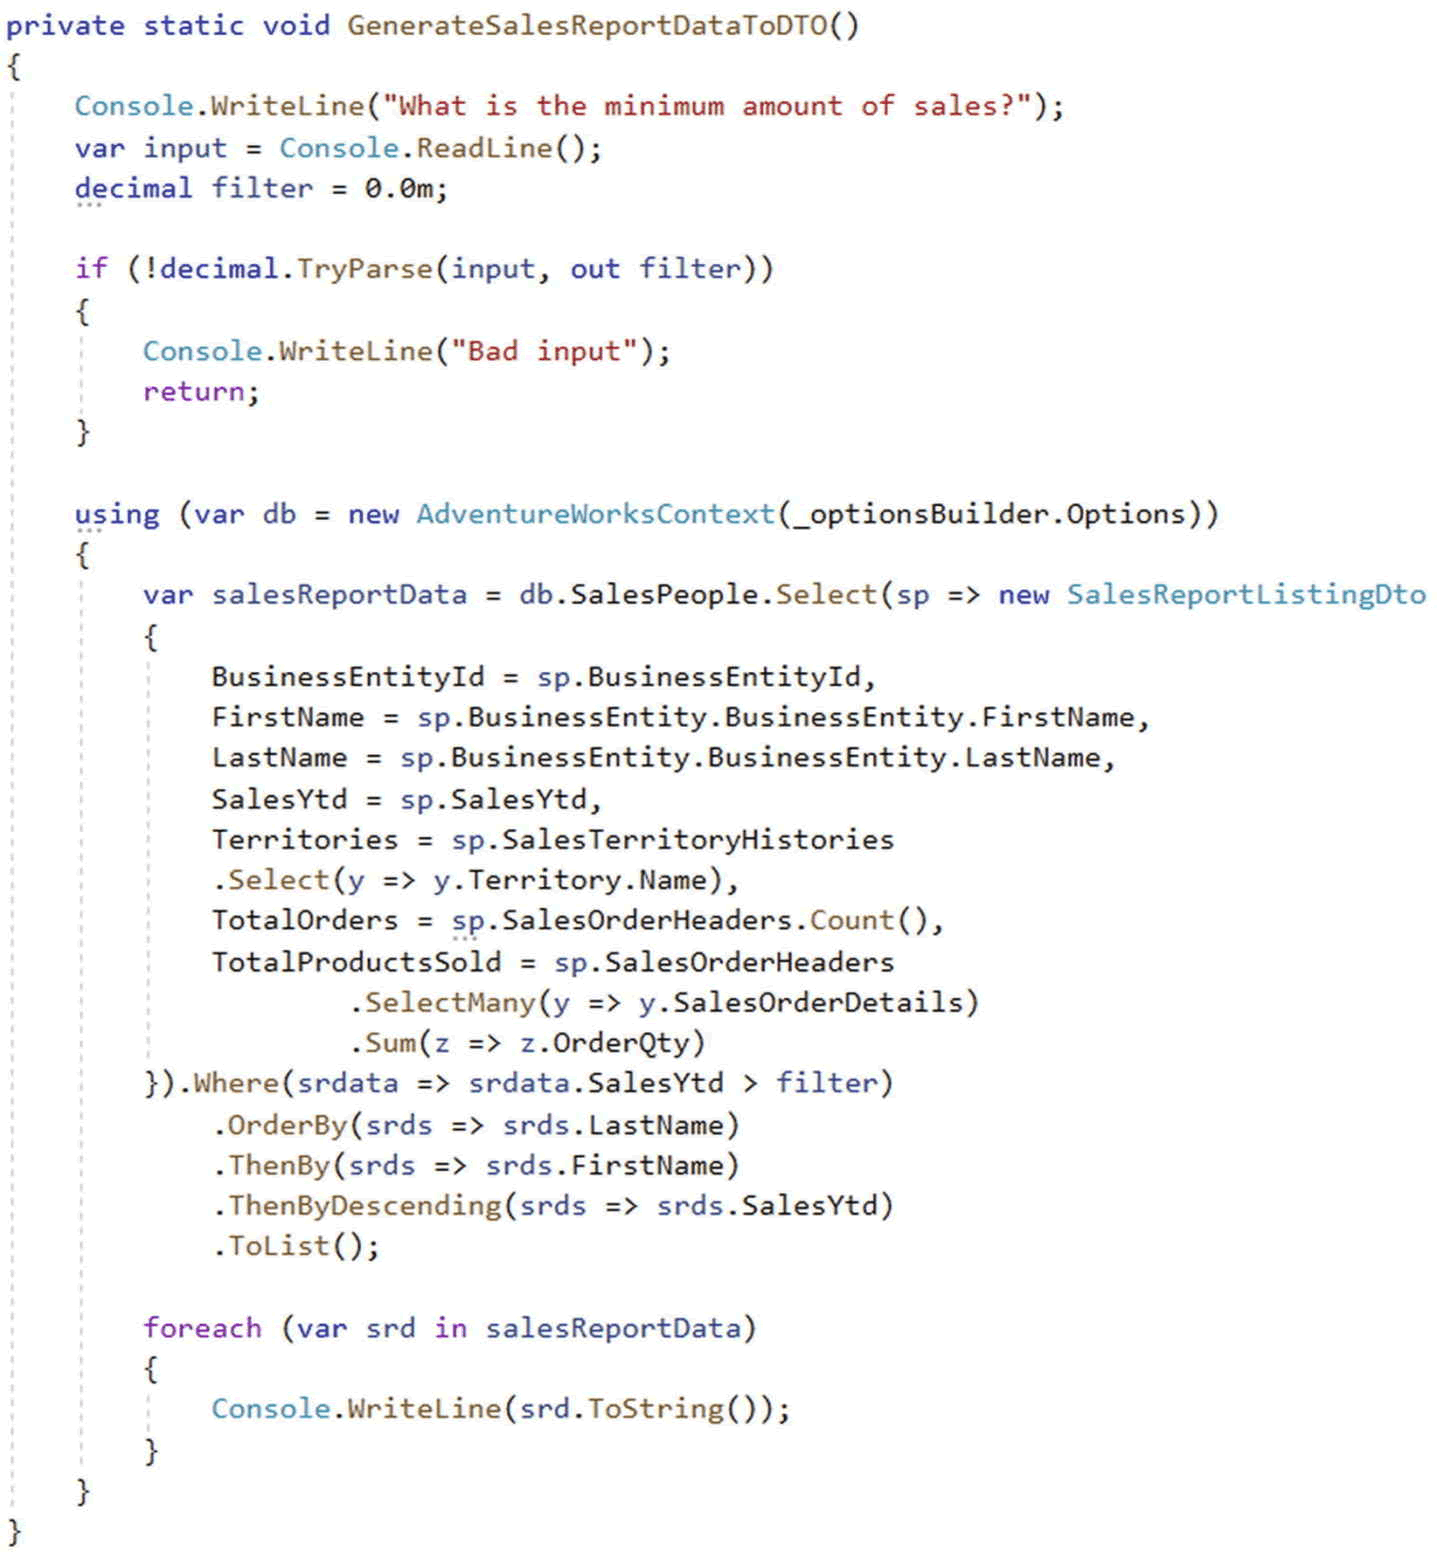 private static void GenerateSalesReportDataToDTO()
{
    Console.WriteLine("What is the minimum amount of sales?");
    var input = Console.ReadLine();
    decimal filter = 0.0m;

    if (!decimal.TryParse(input, out filter))
    {
        Console.WriteLine("Bad input");
        return;
    }

    using (var db = new AdventureWorksContext(_optionsBuilder.Options))
    {
        var salesReportData = db.SalesPeople.Select(sp => new SalesReportListingDto
        {
            BusinessEntityId = sp.BusinessEntityId,
            FirstName = sp.BusinessEntity.BusinessEntity.FirstName,
            LastName = sp.BusinessEntity.BusinessEntity.LastName,
            SalesYtd = sp.SalesYtd,
            Territories = sp.SalesTerritoryHistories
            .Select(y => y.Territory.Name),
            TotalOrders = sp.SalesOrderHeaders.Count(),
            TotalProductsSold = sp.SalesOrderHeaders
                    .SelectMany(y => y.SalesOrderDetails)
                    .Sum(z => z.OrderQty)
        }).Where(srdata => srdata.SalesYtd > filter)
            .OrderBy(srds => srds.LastName)
            .ThenBy(srds => srds.FirstName)
            .ThenByDescending(srds => srds.SalesYtd)
            .ToList();

        foreach (var srd in salesReportData)
        {
            Console.WriteLine(srd.ToString());
        }
    }
}